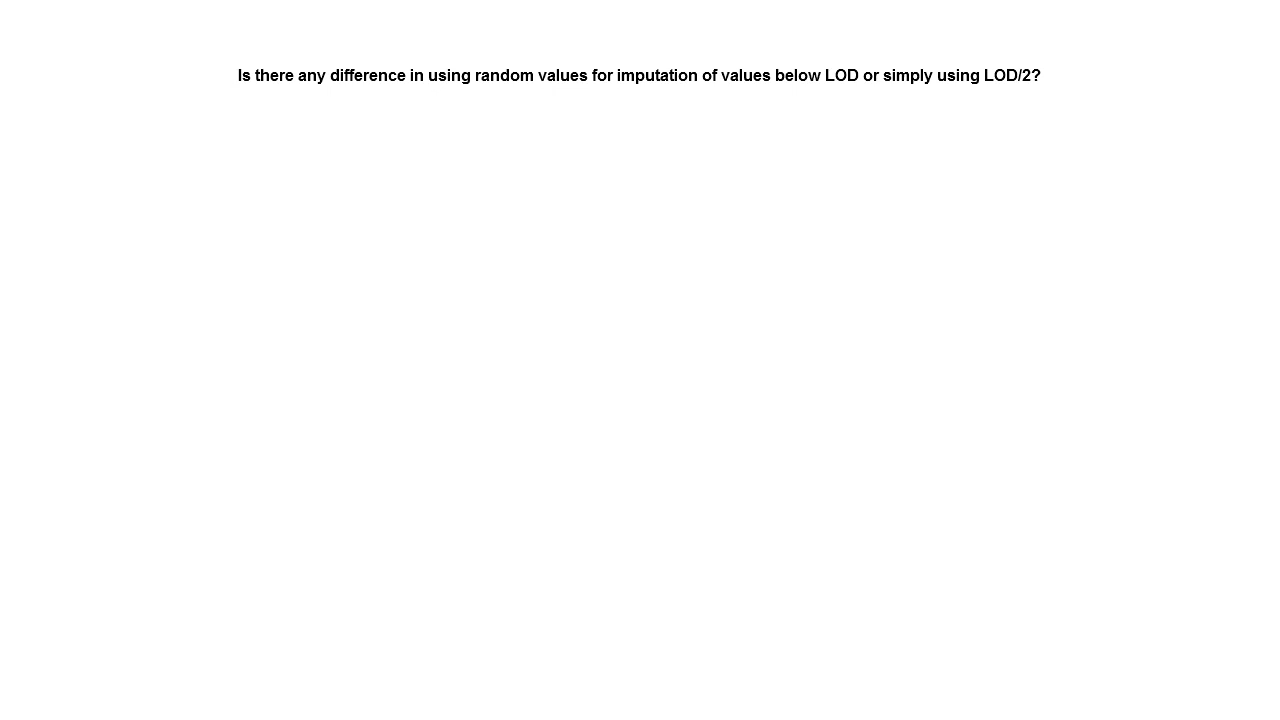 Is there any difference in using random values for imputation of values below LOD or simply using LOD/2?